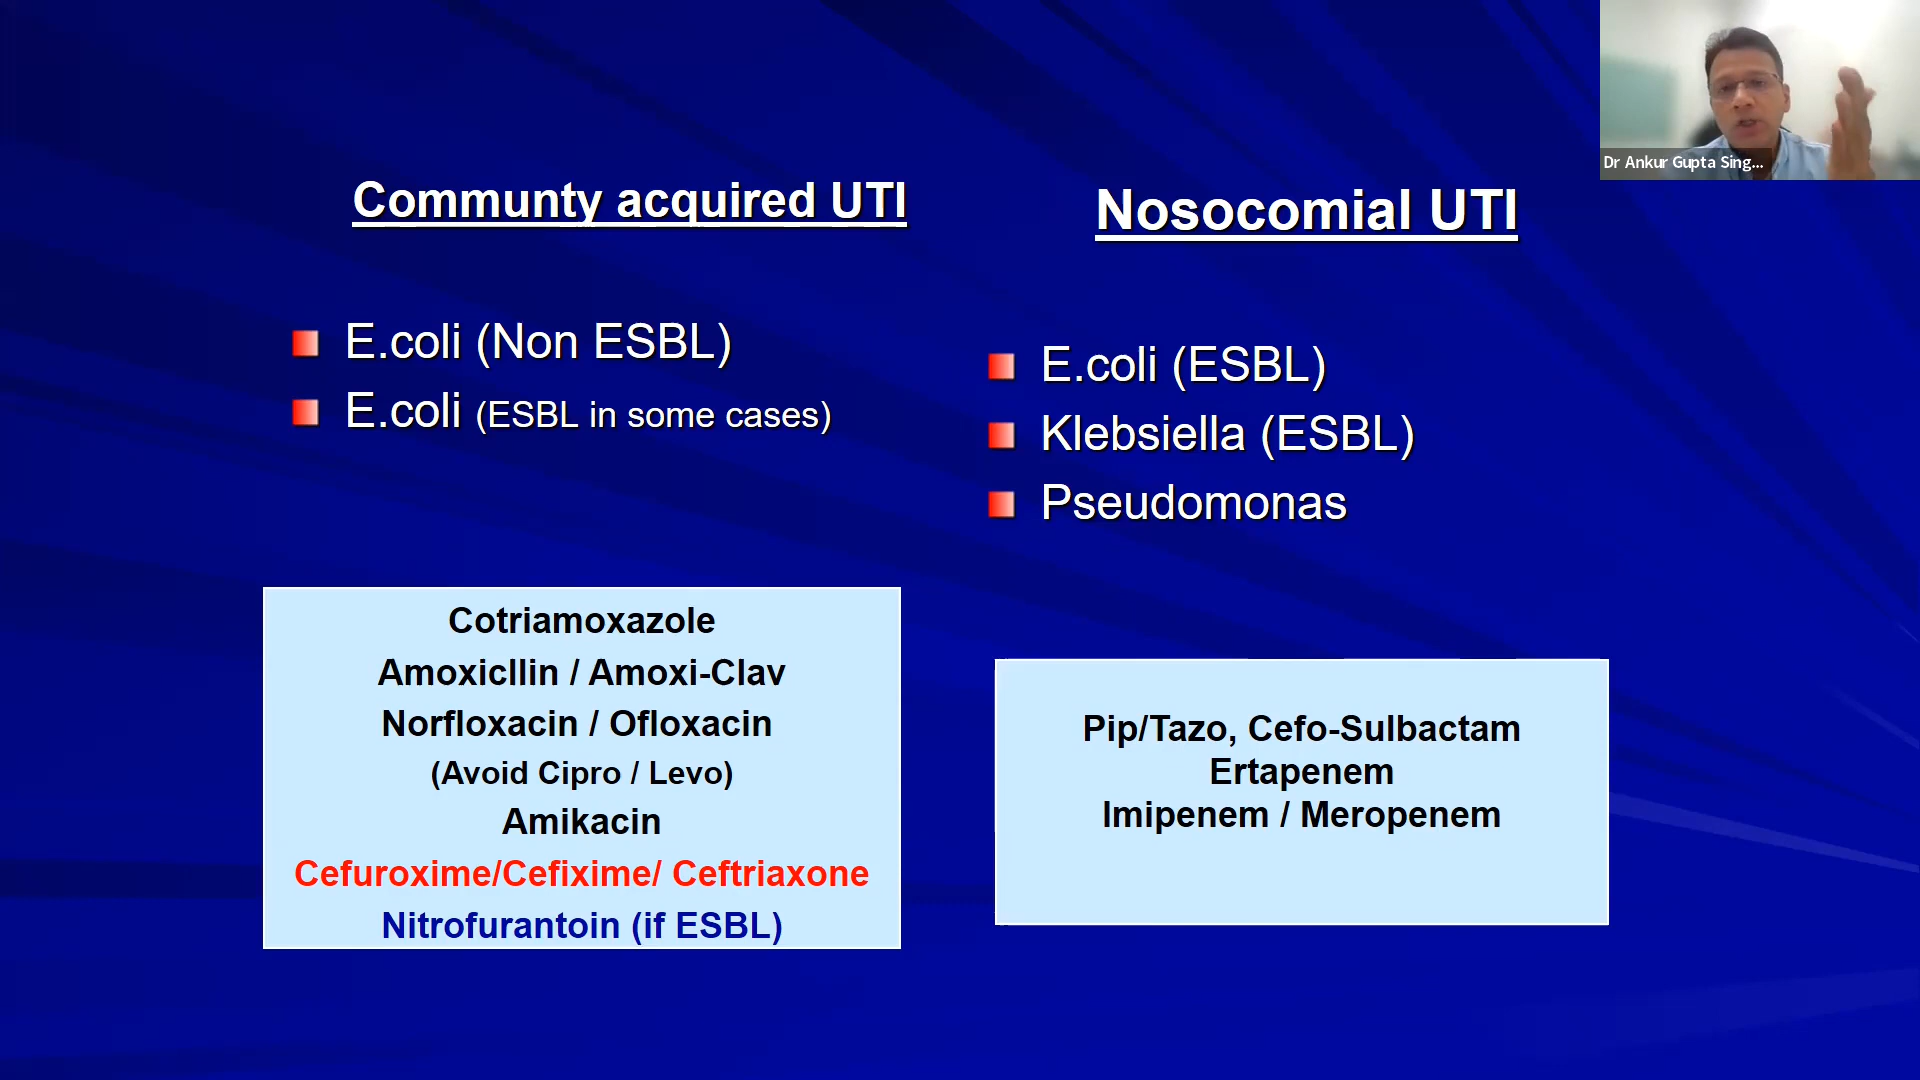 Communty acquired UTI
E.coli (Non ESBL)
E.coli (ESBL in some cases)
Cotriamoxazole
Amoxicllin / Amoxi-Clav
Norfloxacin / Ofloxacin
(Avoid Cipro / Levo)
Amikacin
Cefuroxime/Cefixime/ Ceftriaxone
Nitrofurantoin (if ESBL)
Nosocomial UTI
E.coli (ESBL)
Klebsiella (ESBL)
Pseudomonas
Pip/Tazo, Cefo-Sulbactam
Ertapenem
Imipenem / Meropenem
Dr Ankur Gupta Sing...